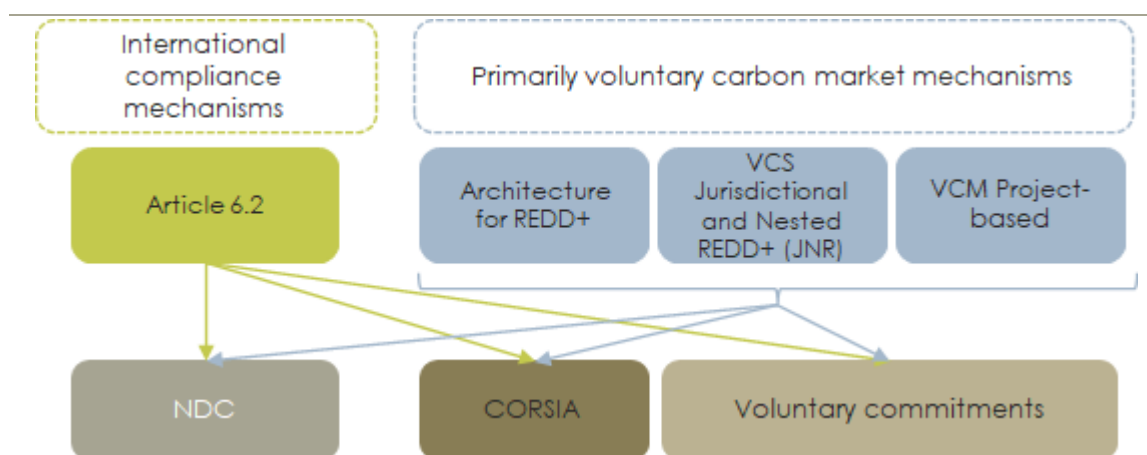 International
compliance
mechanisms
Primarily voluntary carbon market mechanisms
Article 6.2
Architecture
for REDD+
VCS
Jurisdictional
and Nested
REDD+ (JNR)
VCM Project-
based
NDC
CORSIA
Voluntary commitments